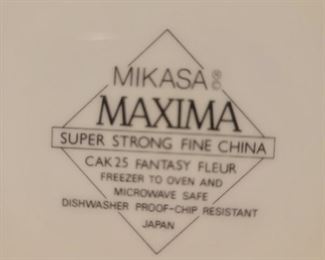 MIKASA®©
MAXIMA
SUPER STRONG FINE CHINA
CAK25 FANTASY FLEUR
FREEZER TO OVEN AND
MICROWAVE SAFE
DISHWASHER PROOF-CHIP RESISTANT
JAPAN